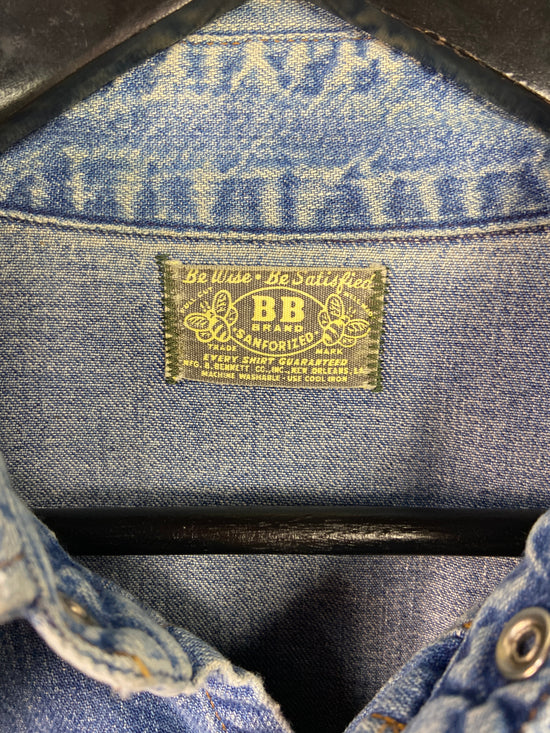 Be Wise • Be Satisfied
BB
BRAND
SANFORIZED
TRADE MARK
EVERY SHIRT GUARANTEED
MFG. B. BENNETT CO., INC., NEW ORLEANS, LA.
MACHINE WASHABLE - USE COOL IRON